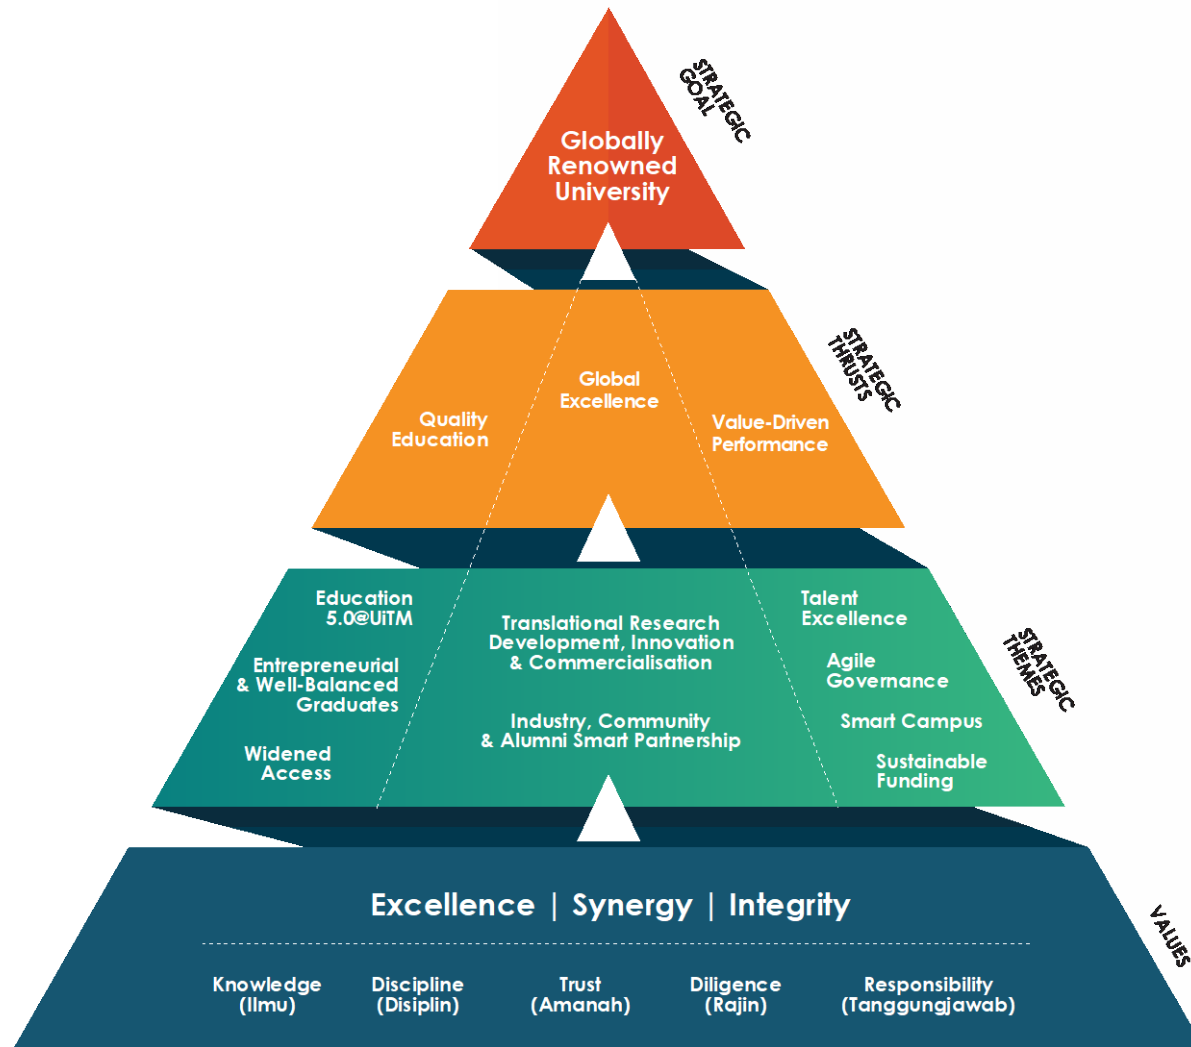 STRATEGIC
GOAL
Globally
Renowned
University
STRATEGIC
THRUSTS
Quality
Education
Global
Excellence
Value-Driven
Performance
STRATEGIC
THEMES
Education
5.0@UiTM
Entrepreneurial
& Well-Balanced
Graduates
Widened
Access
Translational Research
Development, Innovation
& Commercialisation
Industry, Community
& Alumni Smart Partnership
Talent
Excellence
Agile
Governance
Smart Campus
Sustainable
Funding
VALUES
Excellence | Synergy | Integrity
Knowledge
(Ilmu)
Discipline
(Disiplin)
Trust
(Amanah)
Diligence
(Rajin)
Responsibility
(Tanggungjawab)